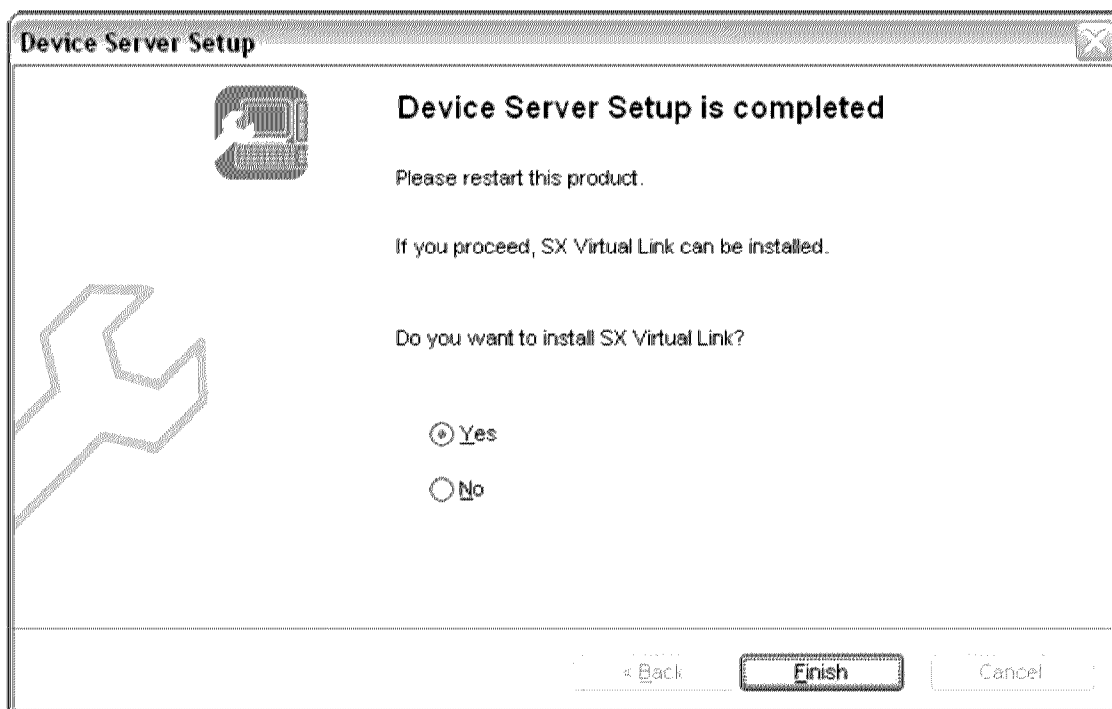 Device Server Setup
Device Server Setup is completed
Please restart this product.
If you proceed, SX Virtual Link can be installed.
Do you want to install SX Virtual Link?
Yes
No
< Back Finish Cancel